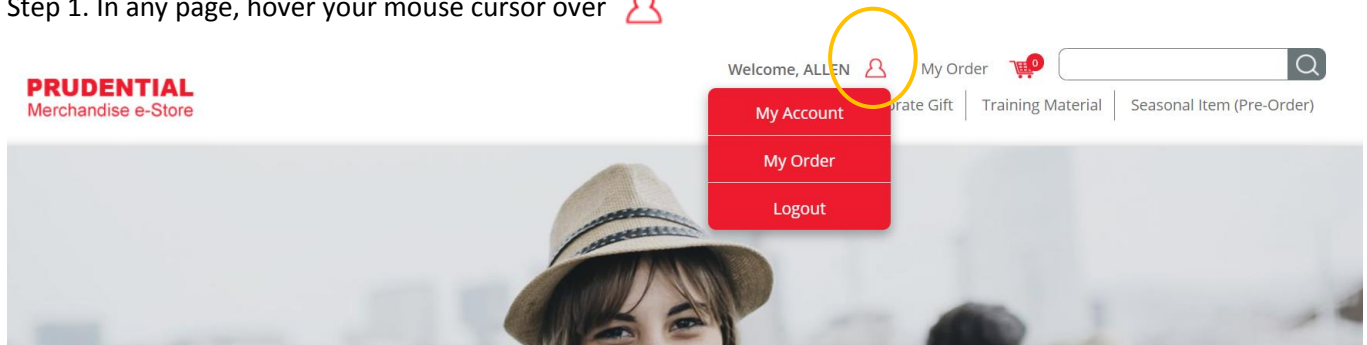 Step 1. In any page, hover your mouse cursor over
PRUDENTIAL
Merchandise e-Store
Welcome, ALLEN My Order 0
rate Gift Training Material Seasonal Item (Pre-Order)
My Account
My Order
Logout